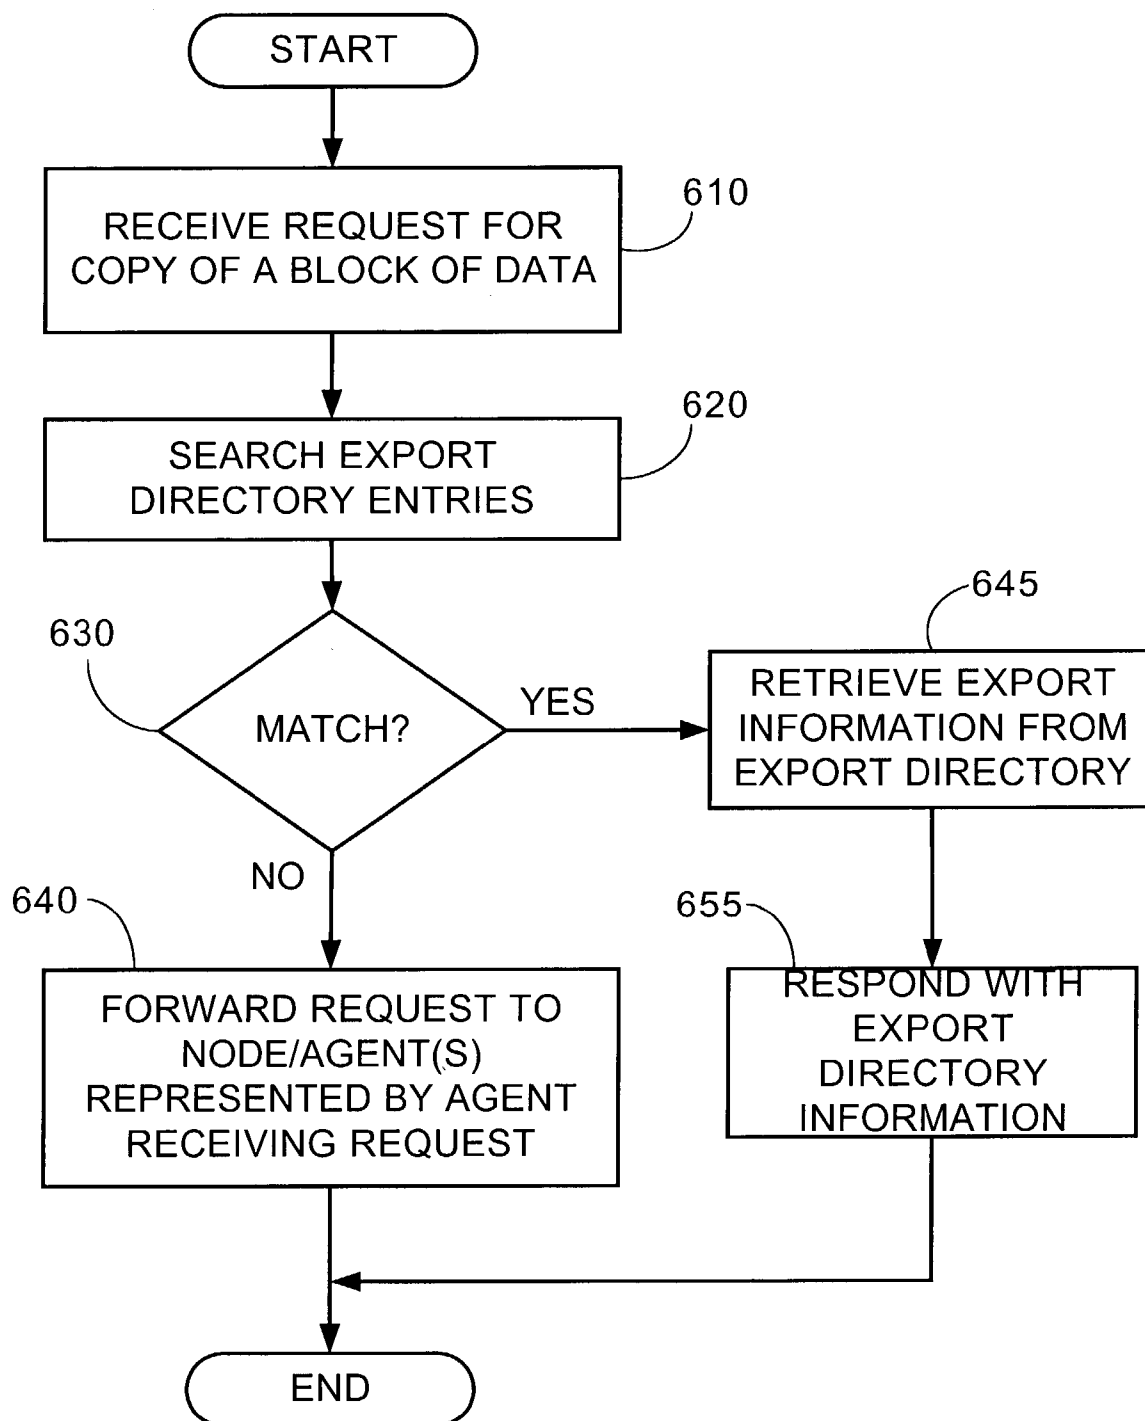 START
610
RECEIVE REQUEST FOR
COPY OF A BLOCK OF DATA
620
SEARCH EXPORT
DIRECTORY ENTRIES
630
MATCH?
YES
645
RETRIEVE EXPORT
INFORMATION FROM
EXPORT DIRECTORY
NO
640
FORWARD REQUEST TO
NODE/AGENT(S)
REPRESENTED BY AGENT
RECEIVING REQUEST
655
RESPOND WITH
EXPORT
DIRECTORY
INFORMATION
END